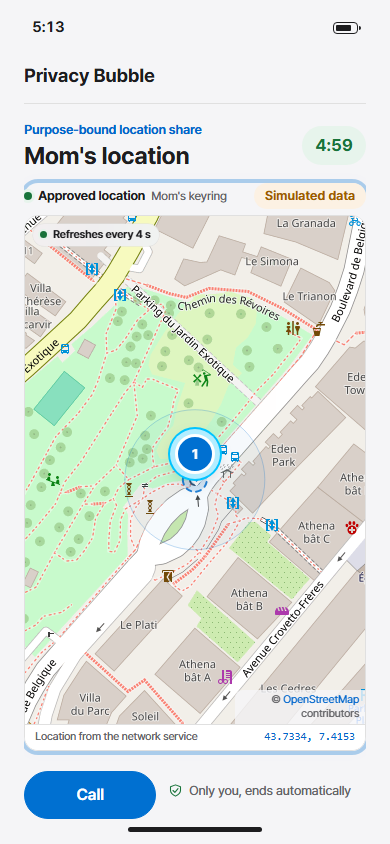 5:13
Privacy Bubble
Purpose-bound location share
Mom's location
4:59
Approved location Mom's keyring
Simulated data
Refreshes every 4 s
La Granada
Le Simona
Le Trianon
Boulevard de Belgi
Villa
Chemin des Révoires
Parking du Jardin Exotique
Exotique
1
Eden
Park
Athena
bât C
Athena
bât B
Athena
bât A
Le Plati
Avenue Crovetto-Frères
de Belgique
Villa
du Parc
Soleil
Les Cedres
© OpenStreetMap
contributors
Location from the network service
43.7334, 7.4153
Call
Only you, ends automatically